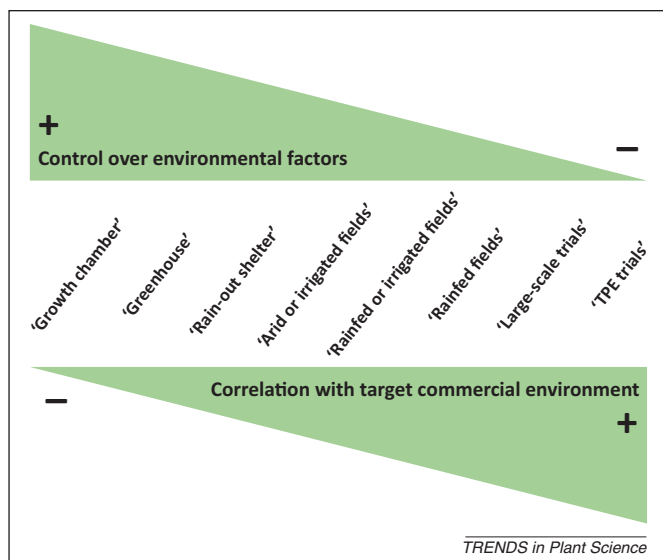 +
−
Control over environmental factors
‘Growth chamber’
‘Greenhouse’
‘Rain-out shelter’
‘Arid or irrigated fields’
‘Rainfed or irrigated fields’
‘Rainfed fields’
‘Large-scale trials’
‘TPE trials’
Correlation with target commercial environment
−
+
TRENDS in Plant Science